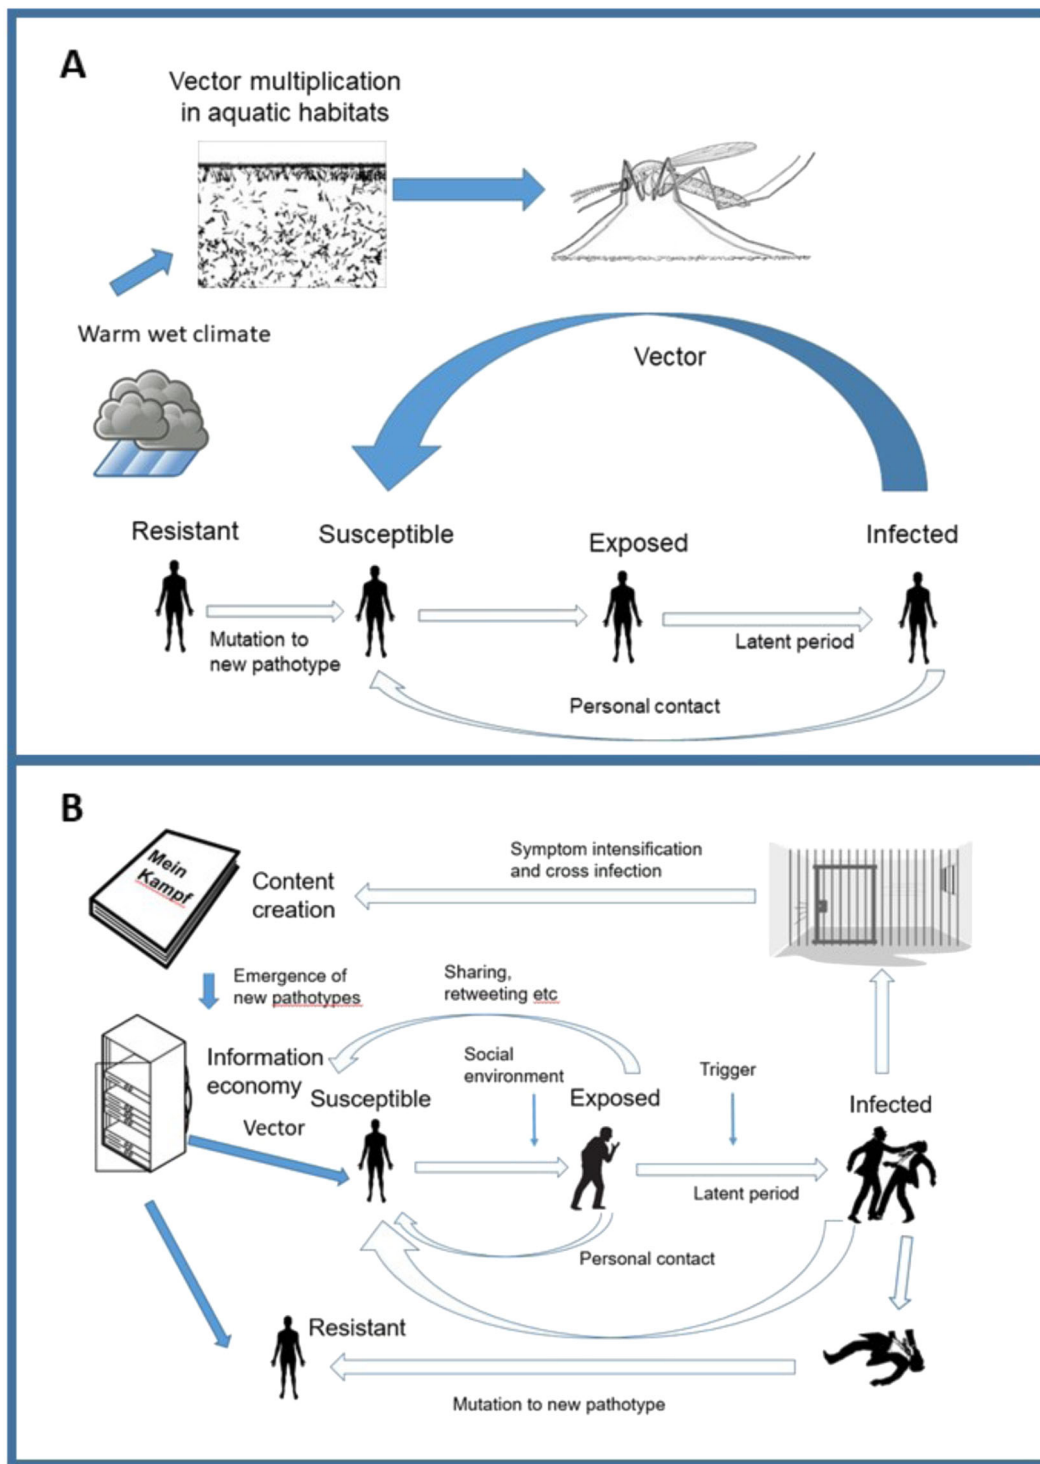 A
Vector multiplication
in aquatic habitats
Warm wet climate
Vector
Resistant
Susceptible
Exposed
Infected
Mutation to
new pathotype
Latent period
Personal contact
B
Mein
Kampf
Content
creation
Symptom intensification
and cross infection
Emergence of
new pathotypes
Sharing,
retweeting etc
Information
economy
Social
environment
Trigger
Susceptible
Exposed
Infected
Vector
Latent period
Personal contact
Resistant
Mutation to new pathotype